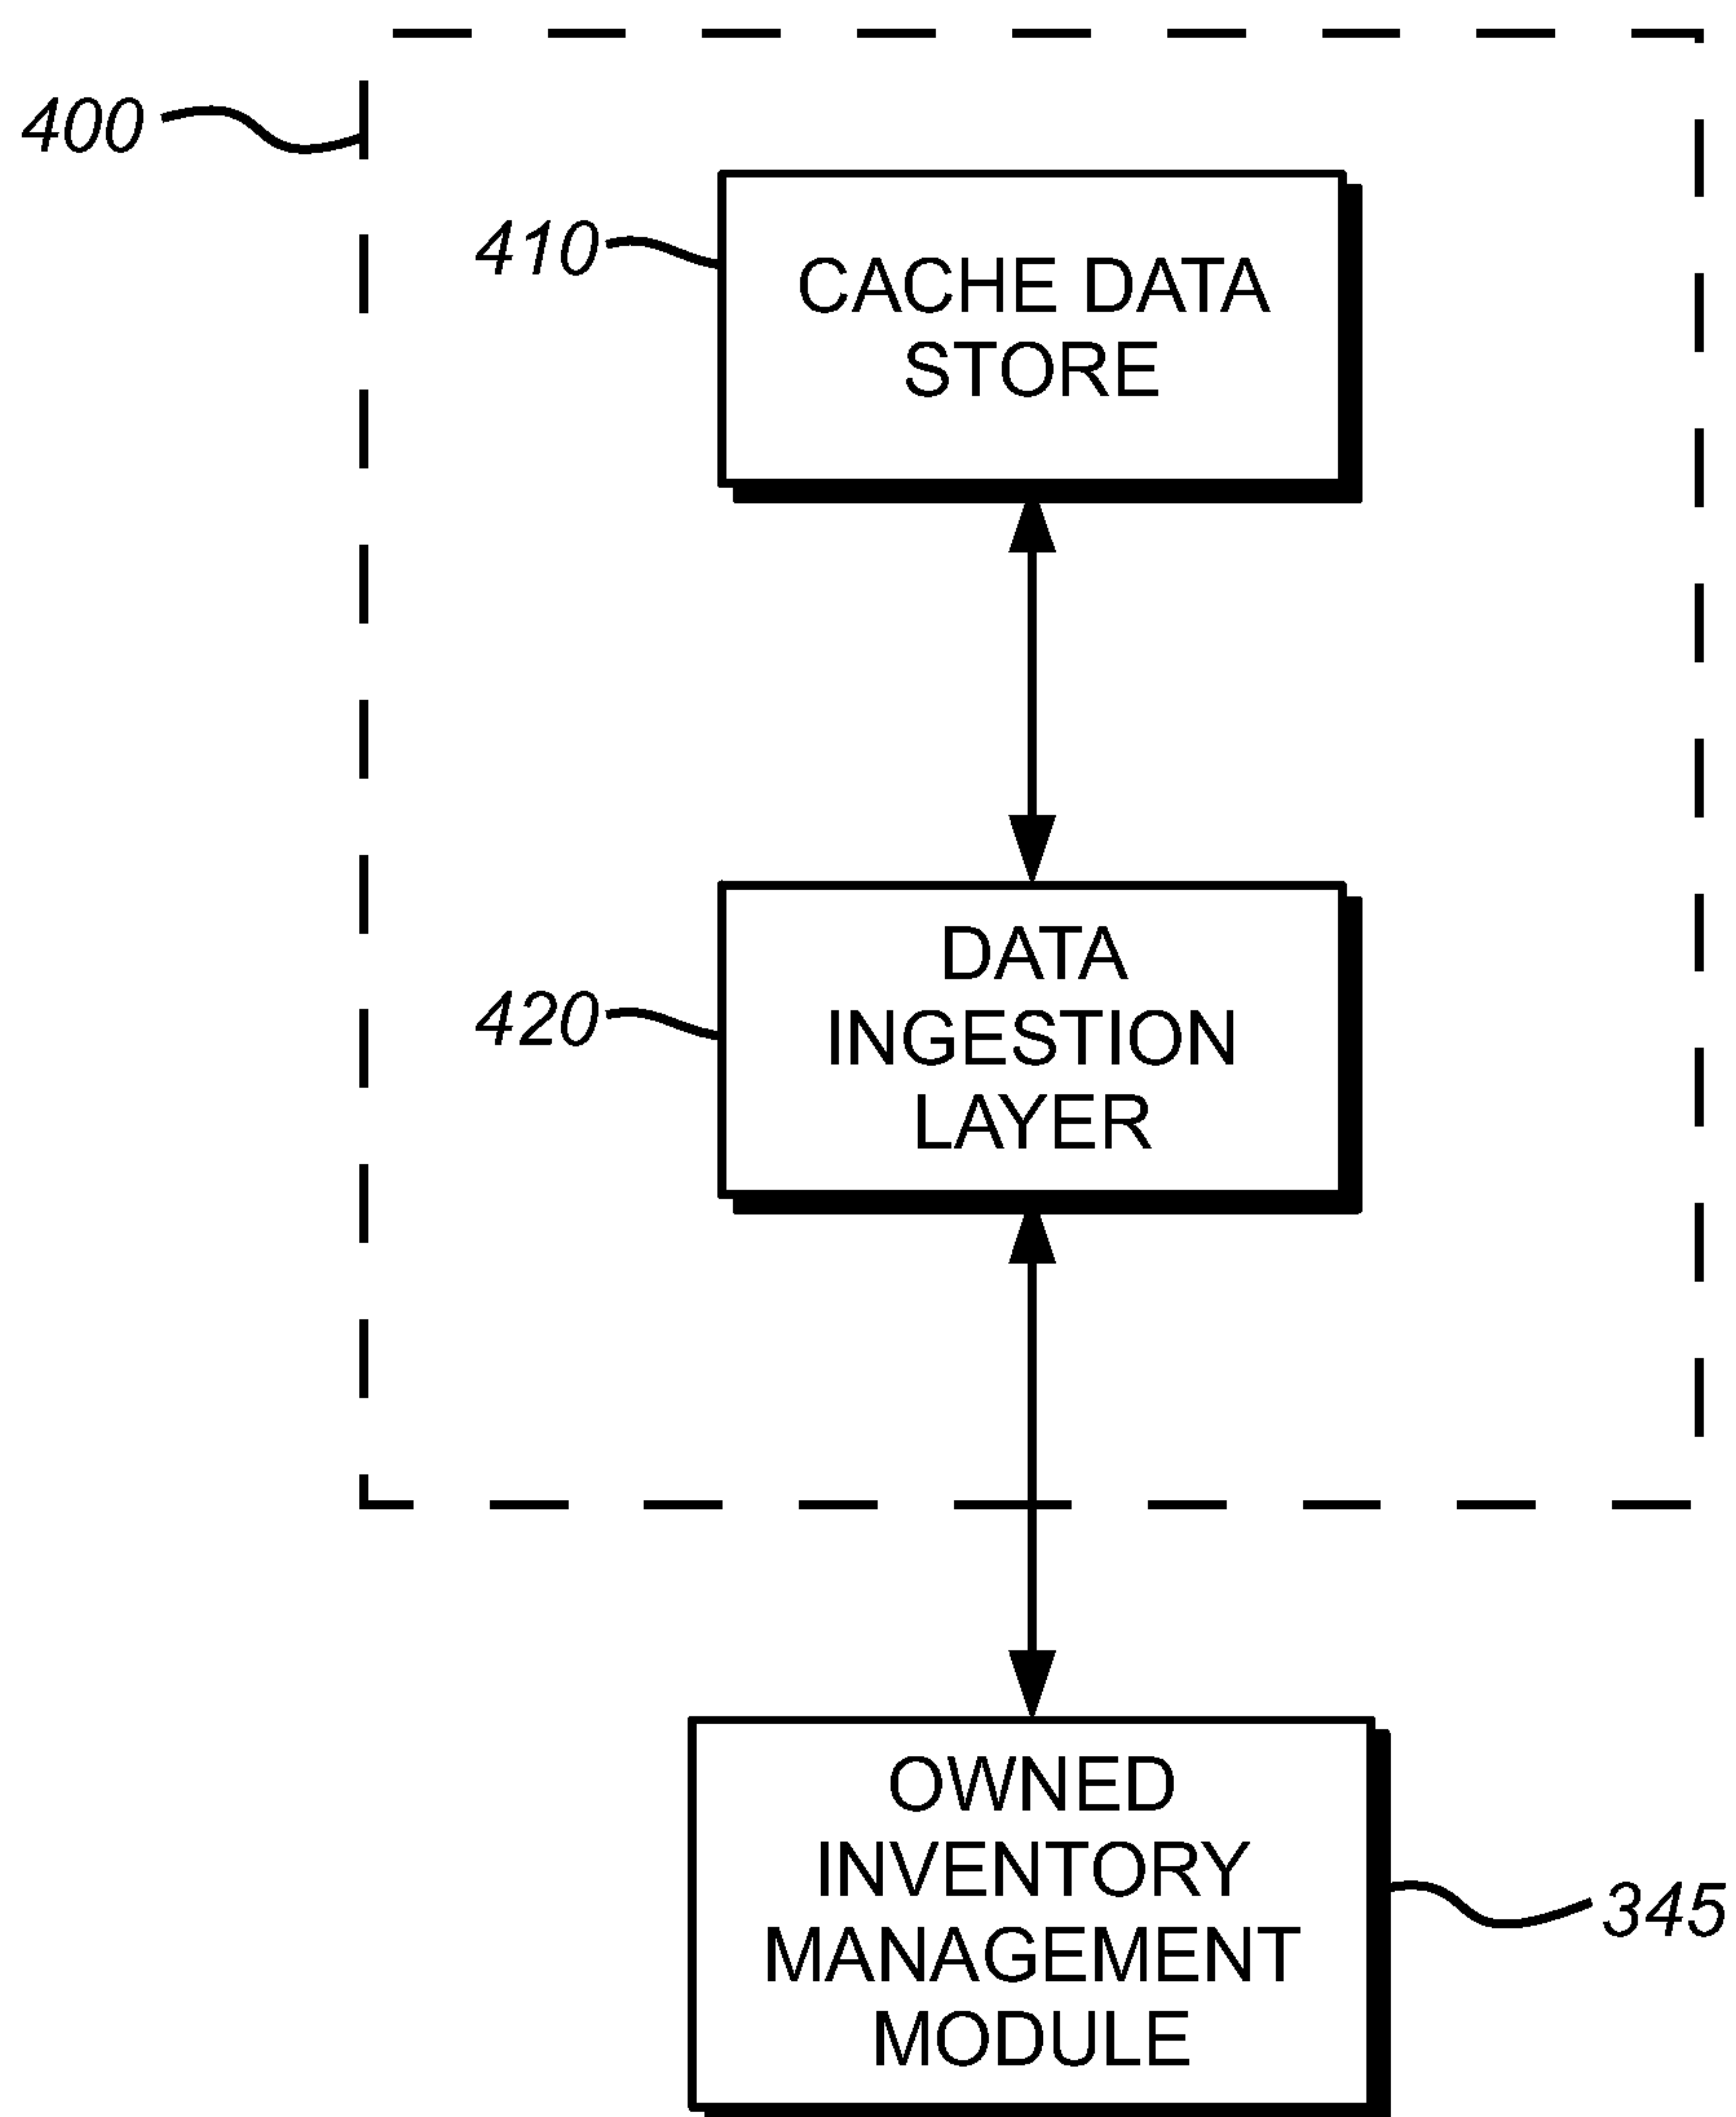 400
410
CACHE DATA
STORE
DATA
INGESTION
LAYER
420
OWNED
INVENTORY
MANAGEMENT
MODULE
345